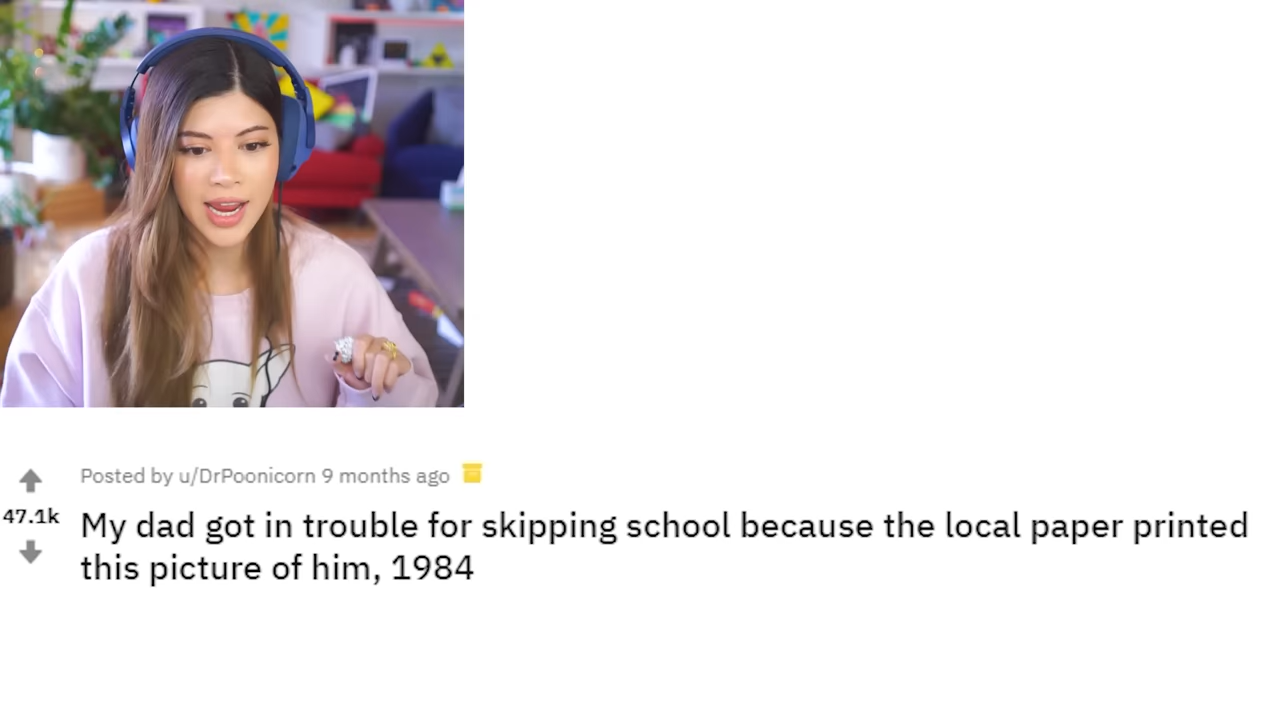 Posted by u/DrPoonicorn 9 months ago
47.1k
My dad got in trouble for skipping school because the local paper printed
this picture of him, 1984